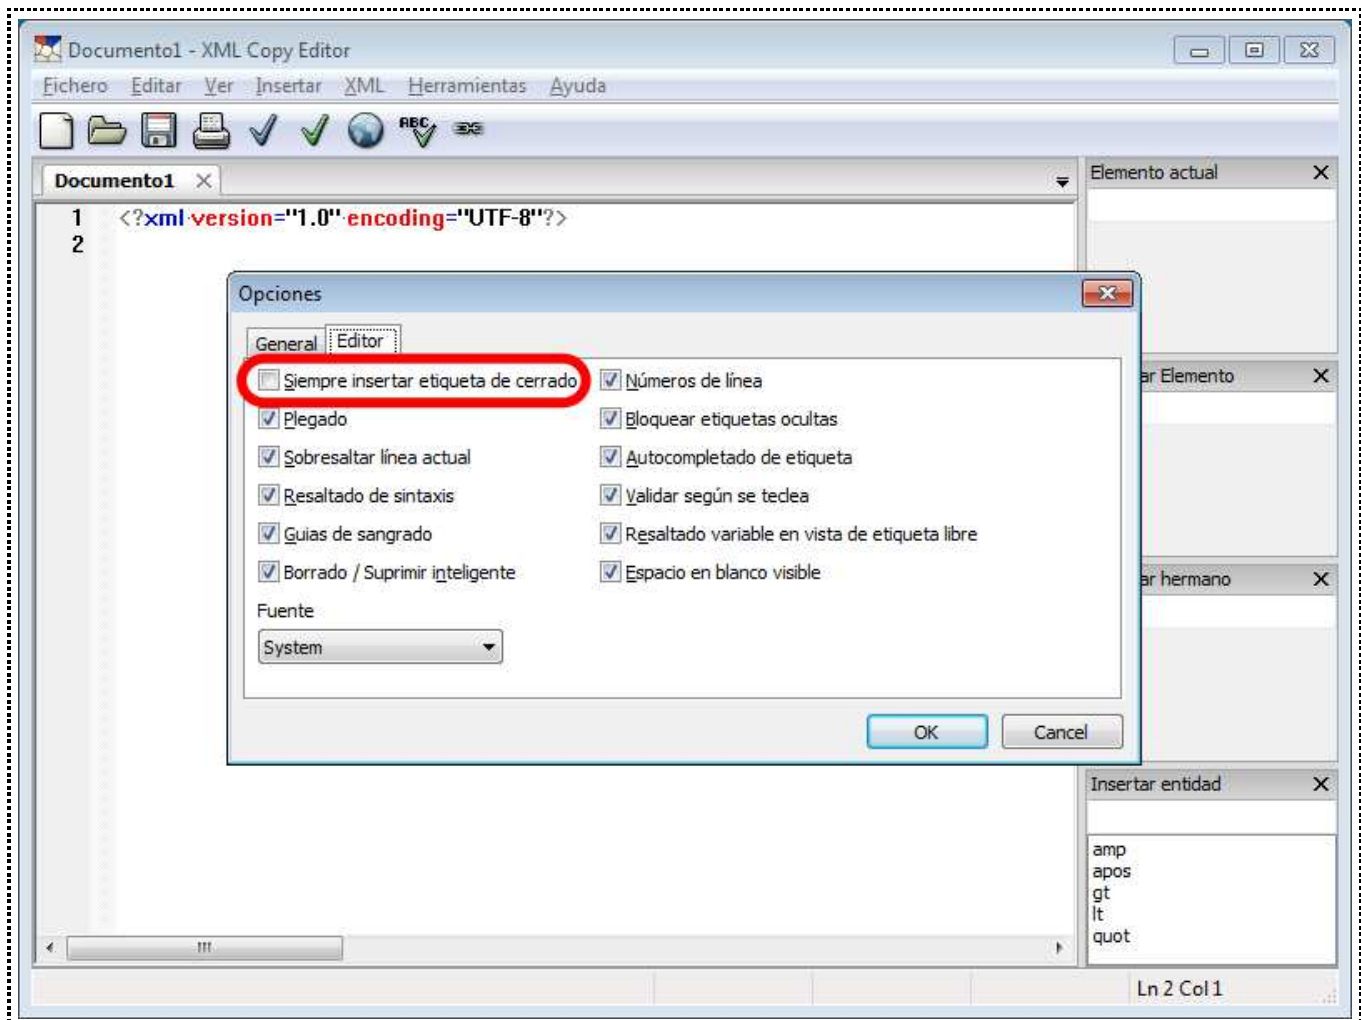 Documento1 - XML Copy Editor
Fichero Editar Ver Insertar XML Herramientas Ayuda
ABC
Documento1
Elemento actual
1 <?xml·version="1.0"·encoding="UTF-8"?>
2
Opciones
General Editor
Siempre insertar etiqueta de cerrado
Números de línea
ar Elemento
Plegado
Bloquear etiquetas ocultas
Sobresaltar línea actual
Autocompletado de etiqueta
Resaltado de sintaxis
Validar según se teclea
Guias de sangrado
Resaltado variable en vista de etiqueta libre
Borrado / Suprimir inteligente
Espacio en blanco visible
ar hermano
Fuente
System
OK Cancel
Insertar entidad
amp
apos
gt
lt
quot
Ln 2 Col 1